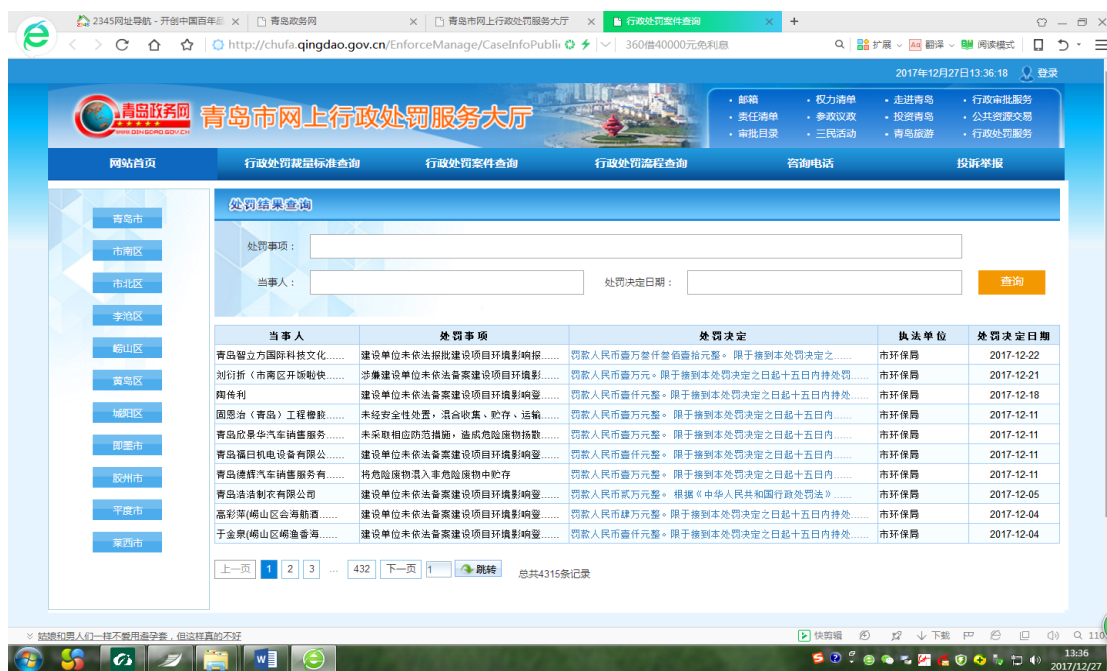 2345网址导航 - 开创中国百年品
青岛政务网
青岛市网上行政处罚服务大厅
行政处罚案件查询
http://chufa.qingdao.gov.cn/EnforceManage/CaseInfoPubli
360借40000元免利息
扩展
翻译
阅读模式
2017年12月27日13:36:18 登录
青岛政务网
WWW.QINGDAO.GOV.CN
青岛市网上行政处罚服务大厅
· 邮箱 · 权力清单 · 走进青岛 · 行政审批服务
· 责任清单 · 参政议政 · 投资青岛 · 公共资源交易
· 审批目录 · 三民活动 · 青岛旅游 · 行政处罚服务
网站首页 行政处罚裁量标准查询 行政处罚案件查询 行政处罚流程查询 咨询电话 投诉举报
青岛市
市南区
市北区
李沧区
崂山区
黄岛区
城阳区
即墨市
胶州市
平度市
莱西市
处罚结果查询
处罚事项：
当事人： 处罚决定日期： 查询
当事人 处罚事项 处罚决定 执法单位 处罚决定日期
青岛智立方国际科技文化…… 建设单位未依法报批建设项目环境影响报…… 罚款人民币壹万叁仟叁佰壹拾元整。 限于接到本处罚决定之…… 市环保局 2017-12-22
刘衍折（市南区开饭啦快…… 涉嫌建设单位未依法备案建设项目环境影…… 罚款人民币壹万元。限于接到本处罚决定之日起十五日内持处罚…… 市环保局 2017-12-21
陶传利 建设单位未依法备案建设项目环境影响登…… 罚款人民币壹仟元整。限于接到本处罚决定之日起十五日内持处…… 市环保局 2017-12-18
固恩治（青岛）工程橡胶…… 未经安全性处置，混合收集、贮存、运输…… 罚款人民币壹万元整。 限于接到本处罚决定之日起十五日内…… 市环保局 2017-12-11
青岛欣景华汽车销售服务…… 未采取相应防范措施，造成危险废物扬散…… 罚款人民币壹万元整。 限于接到本处罚决定之日起十五日内…… 市环保局 2017-12-11
青岛福日机电设备有限公…… 建设单位未依法备案建设项目环境影响登…… 罚款人民币壹仟元整。 限于接到本处罚决定之日起十五日内…… 市环保局 2017-12-11
青岛德辉汽车销售服务有…… 将危险废物混入非危险废物中贮存 罚款人民币壹万元整。 限于接到本处罚决定之日起十五日内…… 市环保局 2017-12-11
青岛浩浩制衣有限公司 建设单位未依法备案建设项目环境影响登…… 罚款人民币贰万元整。 根据《中华人民共和国行政处罚法》…… 市环保局 2017-12-05
高彩萍(崂山区会海舫酒…… 建设单位未依法备案建设项目环境影响登…… 罚款人民币肆万元整。限于接到本处罚决定之日起十五日内持处…… 市环保局 2017-12-04
于金泉(崂山区崂渔香海…… 建设单位未依法备案建设项目环境影响登…… 罚款人民币壹仟元整。限于接到本处罚决定之日起十五日内持处…… 市环保局 2017-12-04
上一页 1 2 3 … 432 下一页 1 跳转 总共4315条记录
姑娘和男人们一样不爱用避孕套，但这样真的不好
快剪辑 下载 110
13:36
2017/12/27